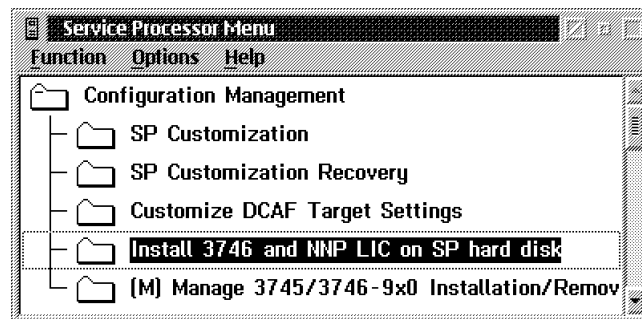 Service Processor Menu
Function Options Help
Configuration Management
SP Customization
SP Customization Recovery
Customize DCAF Target Settings
Install 3746 and NNP LIC on SP hard disk
(M) Manage 3745/3746-9x0 Installation/Remov